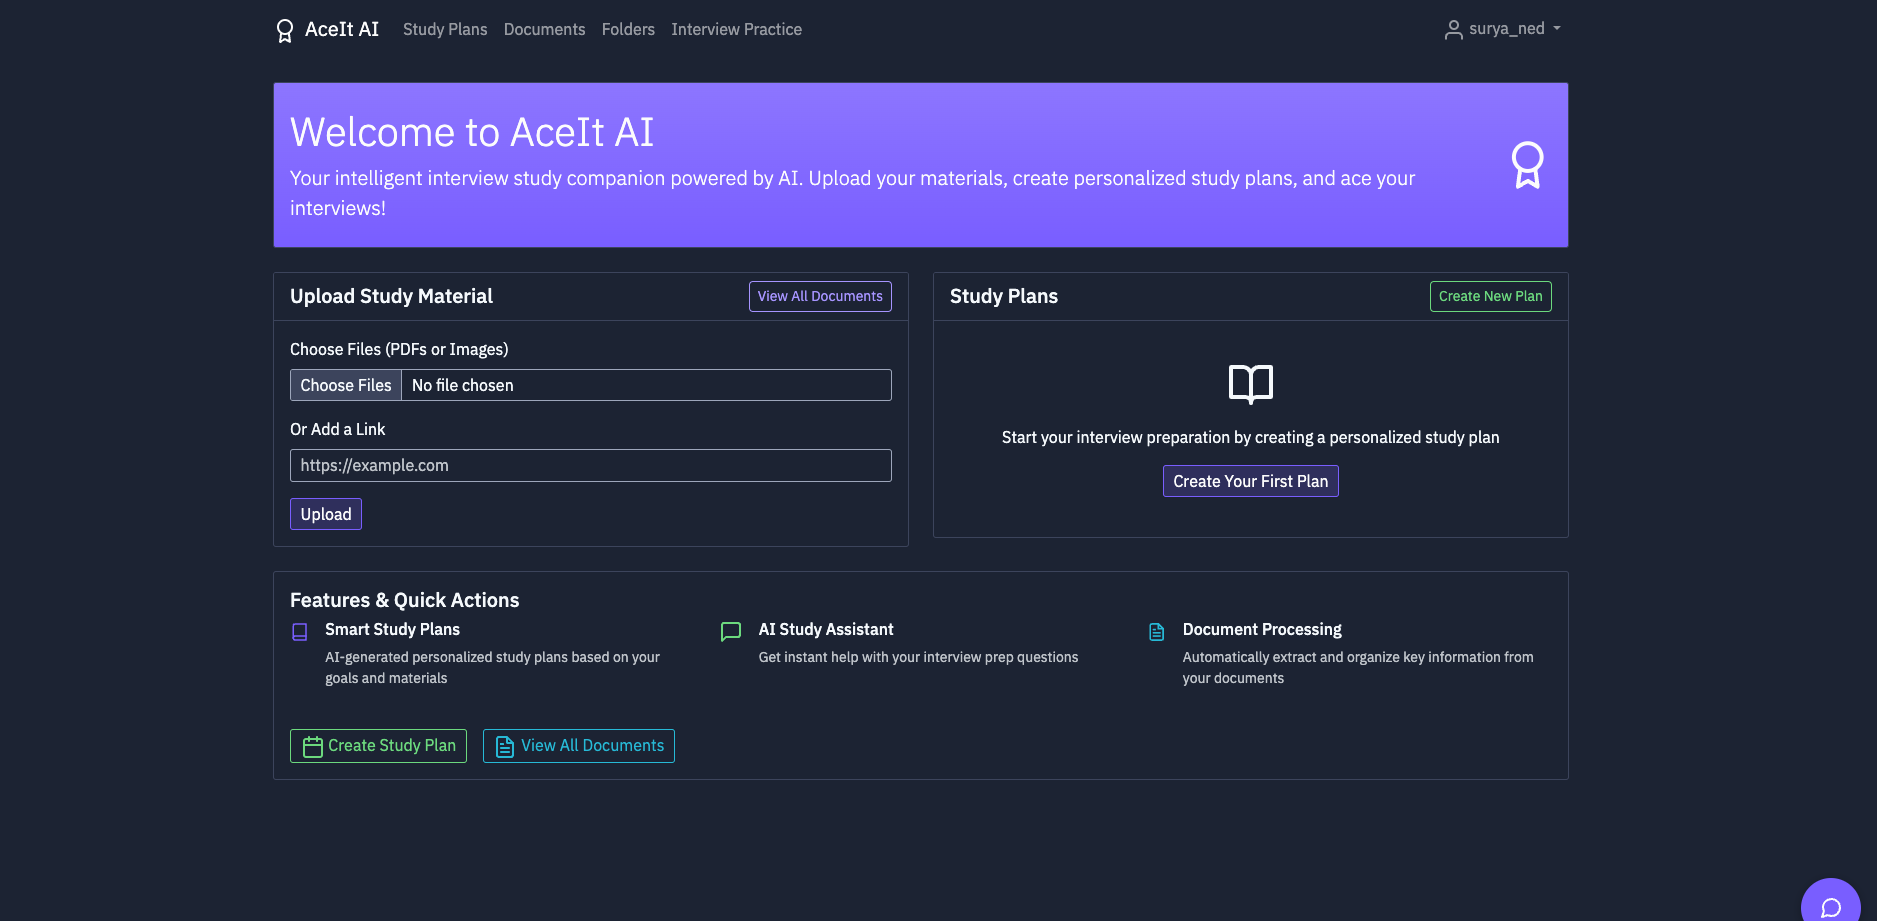 AceIt AI
Study Plans
Documents
Folders
Interview Practice
surya_ned
Welcome to AceIt AI
Your intelligent interview study companion powered by AI. Upload your materials, create personalized study plans, and ace your
interviews!
Upload Study Material
View All Documents
Choose Files (PDFs or Images)
Choose Files
No file chosen
Or Add a Link
https://example.com
Upload
Study Plans
Create New Plan
Start your interview preparation by creating a personalized study plan
Create Your First Plan
Features & Quick Actions
Smart Study Plans
AI-generated personalized study plans based on your
goals and materials
AI Study Assistant
Get instant help with your interview prep questions
Document Processing
Automatically extract and organize key information from
your documents
Create Study Plan
View All Documents